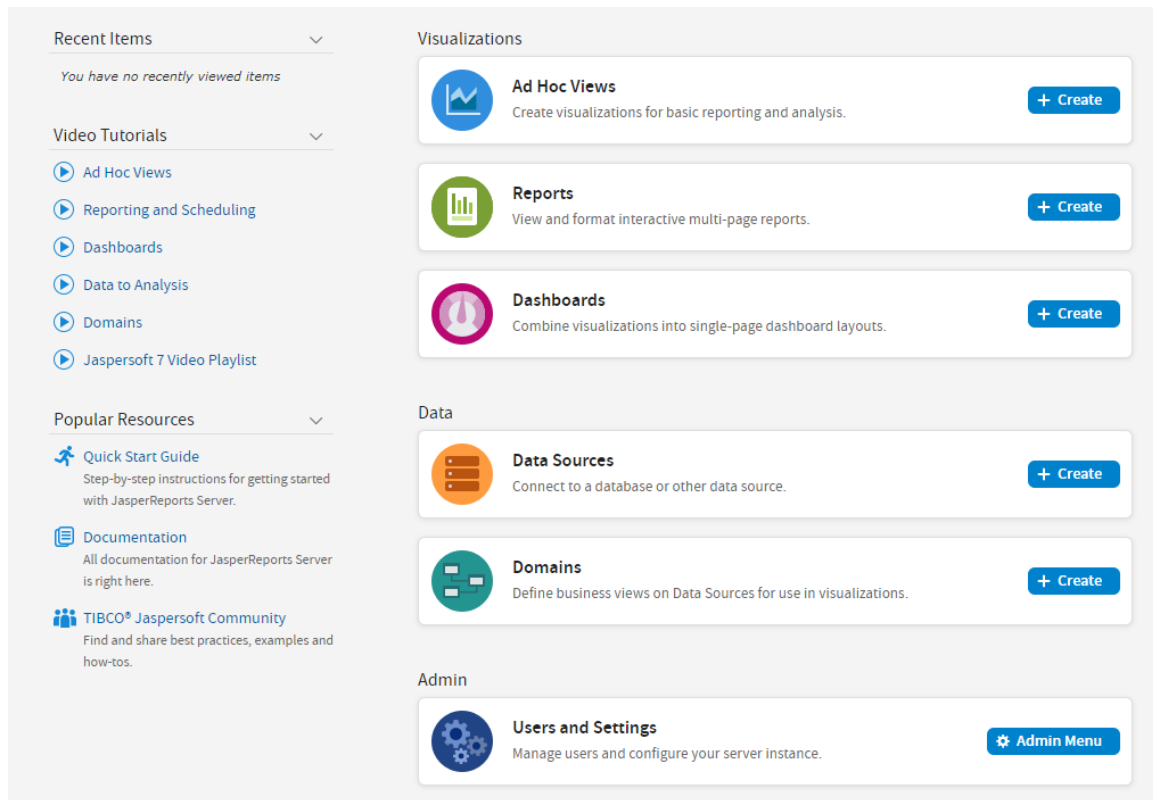 Recent Items
You have no recently viewed items
Video Tutorials
Ad Hoc Views
Reporting and Scheduling
Dashboards
Data to Analysis
Domains
Jaspersoft 7 Video Playlist
Popular Resources
Quick Start Guide
Step-by-step instructions for getting started
with JasperReports Server.
Documentation
All documentation for JasperReports Server
is right here.
TIBCO® Jaspersoft Community
Find and share best practices, examples and
how-tos.
Visualizations
Ad Hoc Views
Create visualizations for basic reporting and analysis.
+ Create
Reports
View and format interactive multi-page reports.
+ Create
Dashboards
Combine visualizations into single-page dashboard layouts.
+ Create
Data
Data Sources
Connect to a database or other data source.
+ Create
Domains
Define business views on Data Sources for use in visualizations.
+ Create
Admin
Users and Settings
Manage users and configure your server instance.
Admin Menu